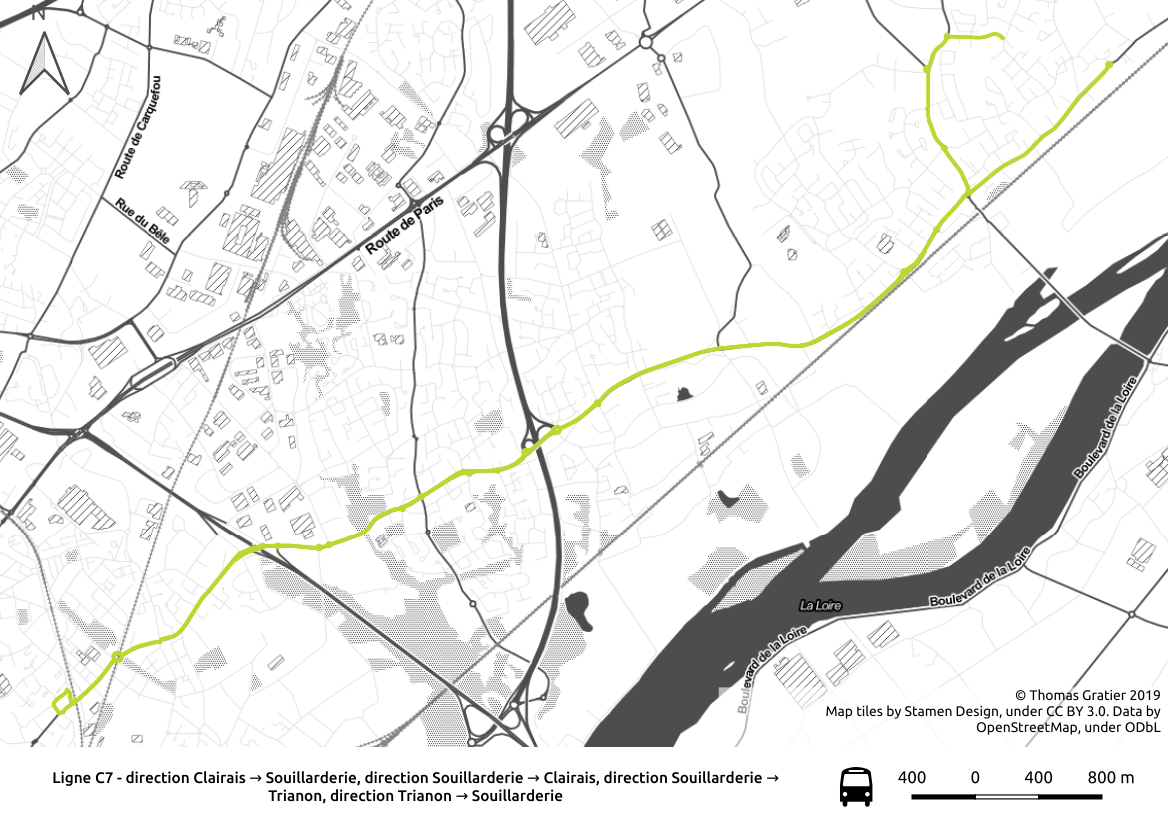 N
Route de Carquefou
Rue du Bêle
Route de Paris
Boulevard de la Loire
La Loire
Boulevard de la Loire
Boulevard de la Loire
© Thomas Gratier 2019
Map tiles by Stamen Design, under CC BY 3.0. Data by
OpenStreetMap, under ODbL
Ligne C7 - direction Clairais → Souillarderie, direction Souillarderie → Clairais, direction Souillarderie →
Trianon, direction Trianon → Souillarderie
400 0 400 800 m